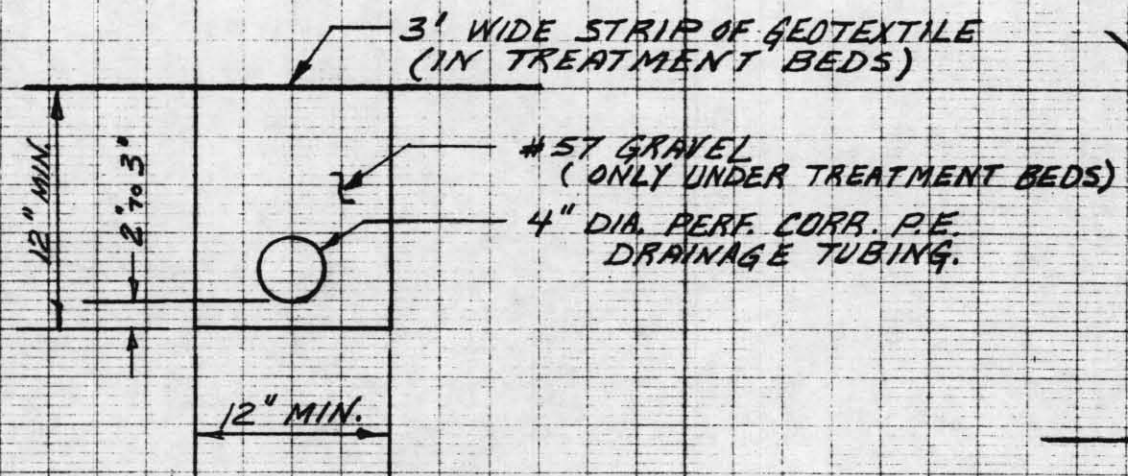 3' WIDE STRIP OF GEOTEXTILE
(IN TREATMENT BEDS)
#57 GRAVEL
(ONLY UNDER TREATMENT BEDS)
4" DIA. PERF. CORR. P.E.
DRAINAGE TUBING.
12" MIN.
2" TO 3"
12" MIN.